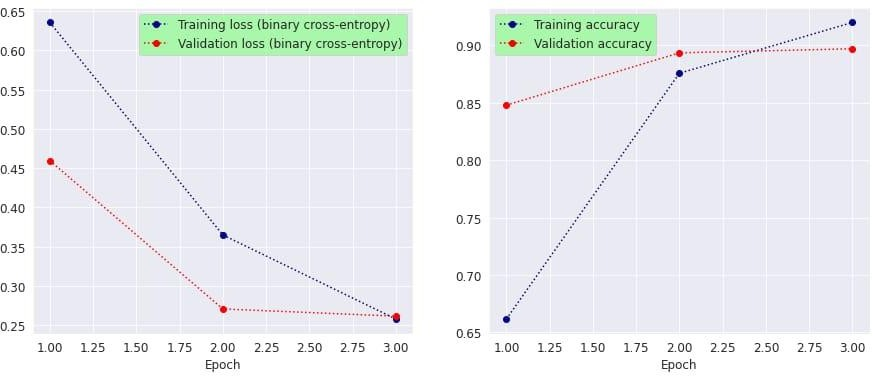 Training loss (binary cross-entropy)
Validation loss (binary cross-entropy)
0.65
0.60
0.55
0.50
0.45
0.40
0.35
0.30
0.25
1.00 1.25 1.50 1.75 2.00 2.25 2.50 2.75 3.00
Epoch
Training accuracy
Validation accuracy
0.90
0.85
0.80
0.75
0.70
0.65
1.00 1.25 1.50 1.75 2.00 2.25 2.50 2.75 3.00
Epoch